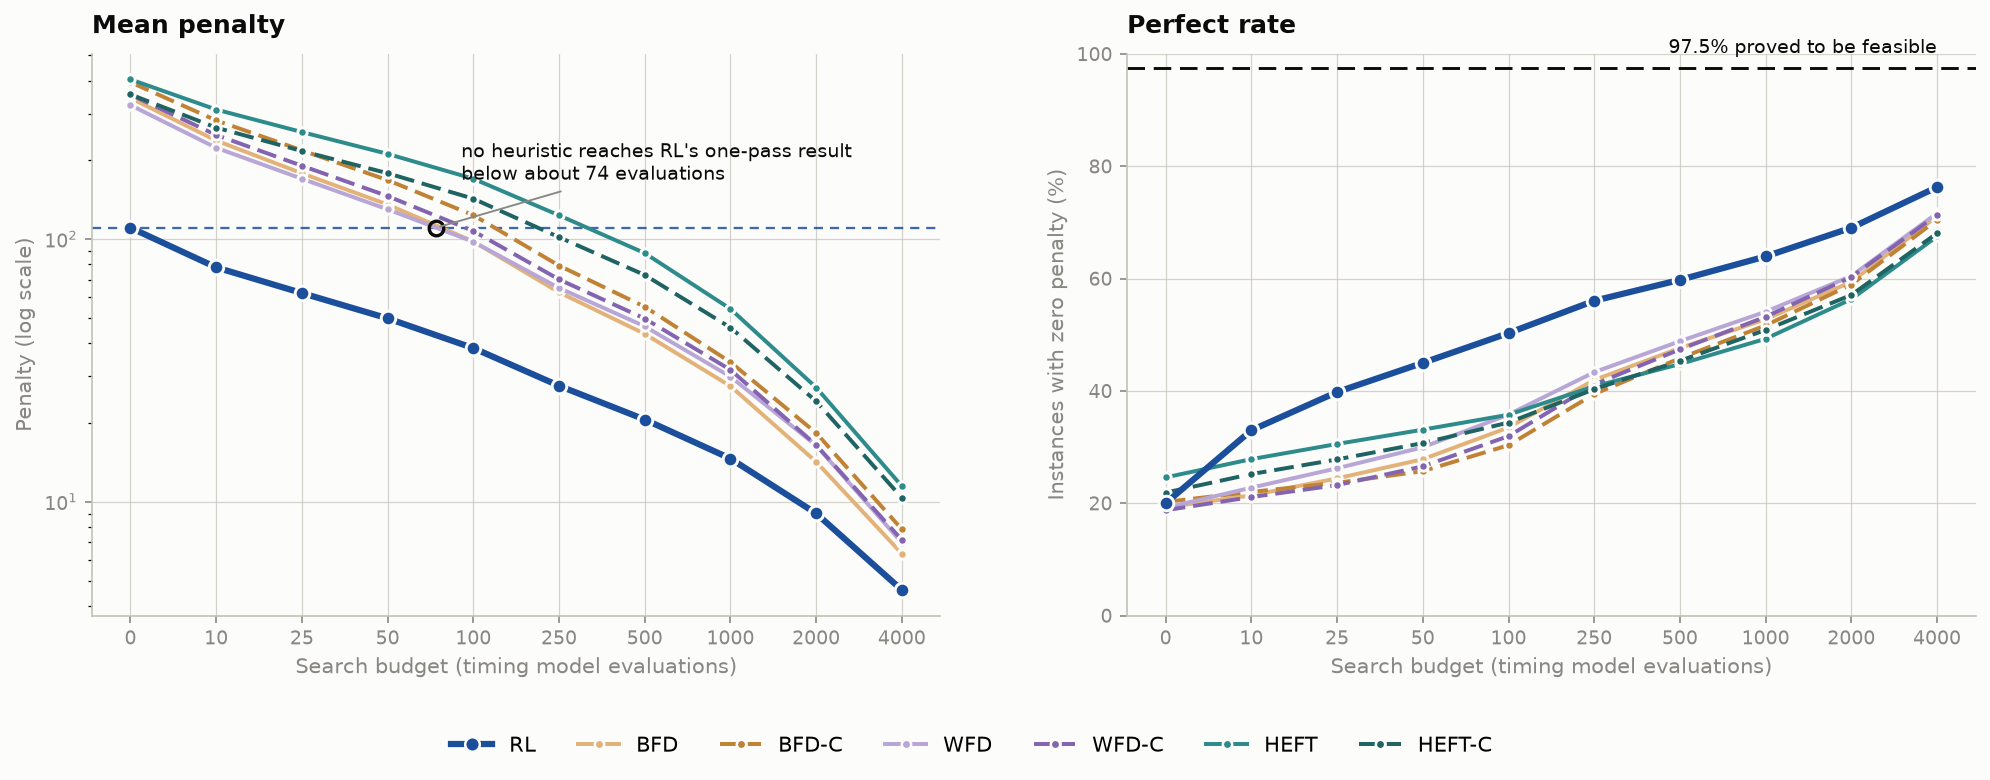 Mean penalty
Penalty (log scale)
10²
10¹
no heuristic reaches RL's one-pass result
below about 74 evaluations
0 10 25 50 100 250 500 1000 2000 4000
Search budget (timing model evaluations)
Perfect rate
Instances with zero penalty (%)
97.5% proved to be feasible
100
80
60
40
20
0
0 10 25 50 100 250 500 1000 2000 4000
Search budget (timing model evaluations)
RL BFD BFD-C WFD WFD-C HEFT HEFT-C